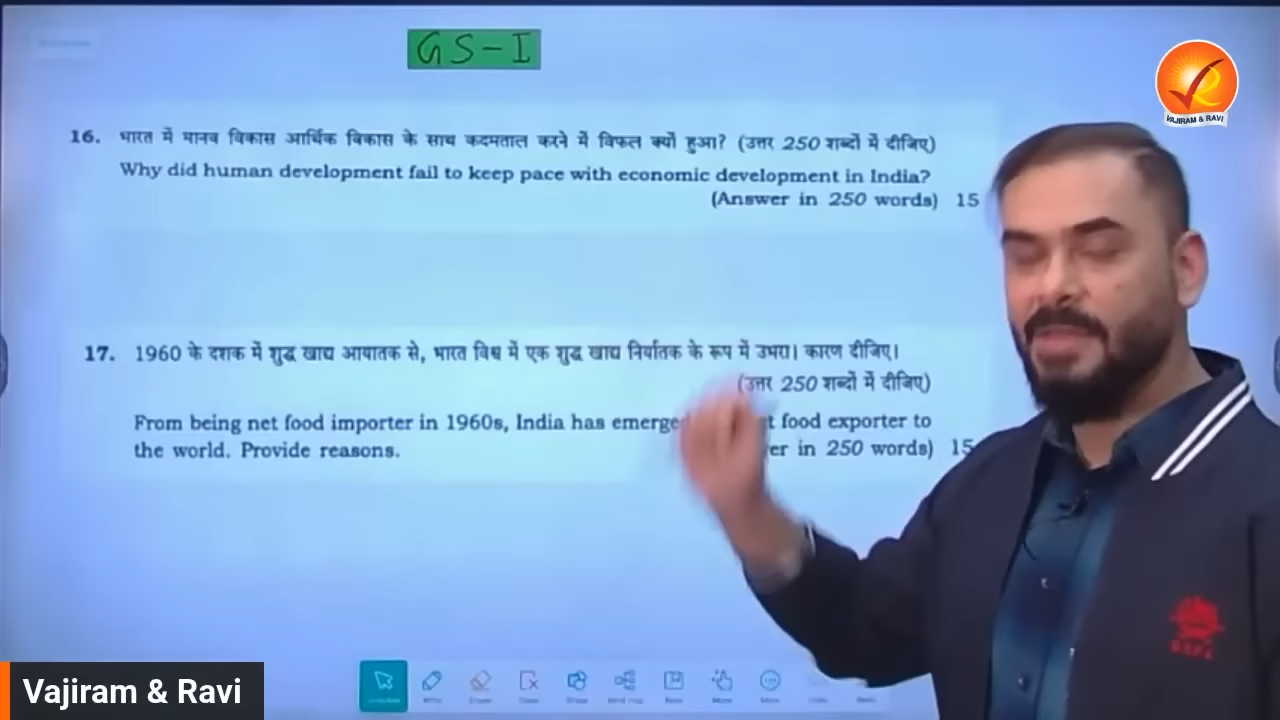 GS-I
VAJIRAM & RAVI
16. भारत में मानव विकास आर्थिक विकास के साथ कदमताल करने में विफल क्यों हुआ? (उत्तर 250 शब्दों में दीजिए)
Why did human development fail to keep pace with economic development in India?
(Answer in 250 words) 15
17. 1960 के दशक में शुद्ध खाद्य आयातक से, भारत विश्व में एक शुद्ध खाद्य निर्यातक के रूप में उभरा। कारण दीजिए।
(उत्तर 250 शब्दों में दीजिए)
From being net food importer in 1960s, India has emerged food exporter to
the world. Provide reasons. in 250 words) 15
Vajiram & Ravi